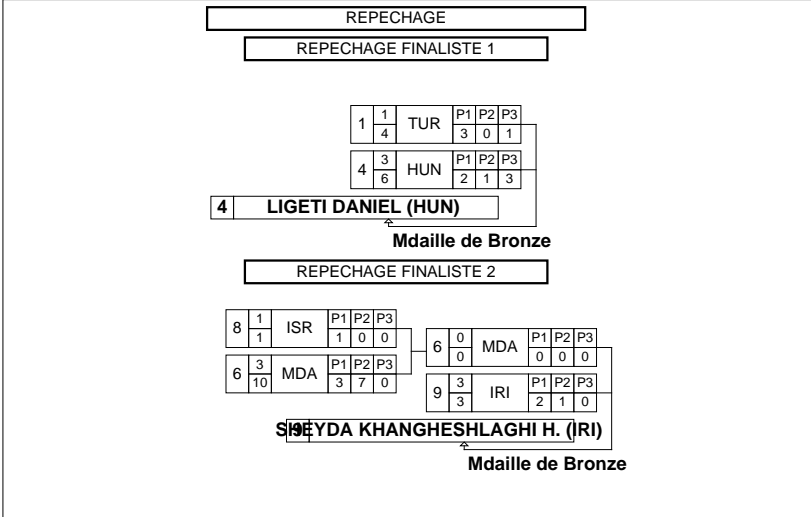 REPECHAGE
REPECHAGE FINALISTE 1
1 1 TUR P1 P2 P3
4 3 0 1
4 3 HUN P1 P2 P3
6 2 1 3
4 LIGETI DANIEL (HUN)
Mdaille de Bronze
REPECHAGE FINALISTE 2
8 1 ISR P1 P2 P3
1 1 0 0
6 0 MDA P1 P2 P3
0 0 0 0
6 3 MDA P1 P2 P3
10 3 7 0
9 3 IRI P1 P2 P3
3 2 1 0
9 SHEYDA KHANGHESHLAGHI H. (IRI)
Mdaille de Bronze